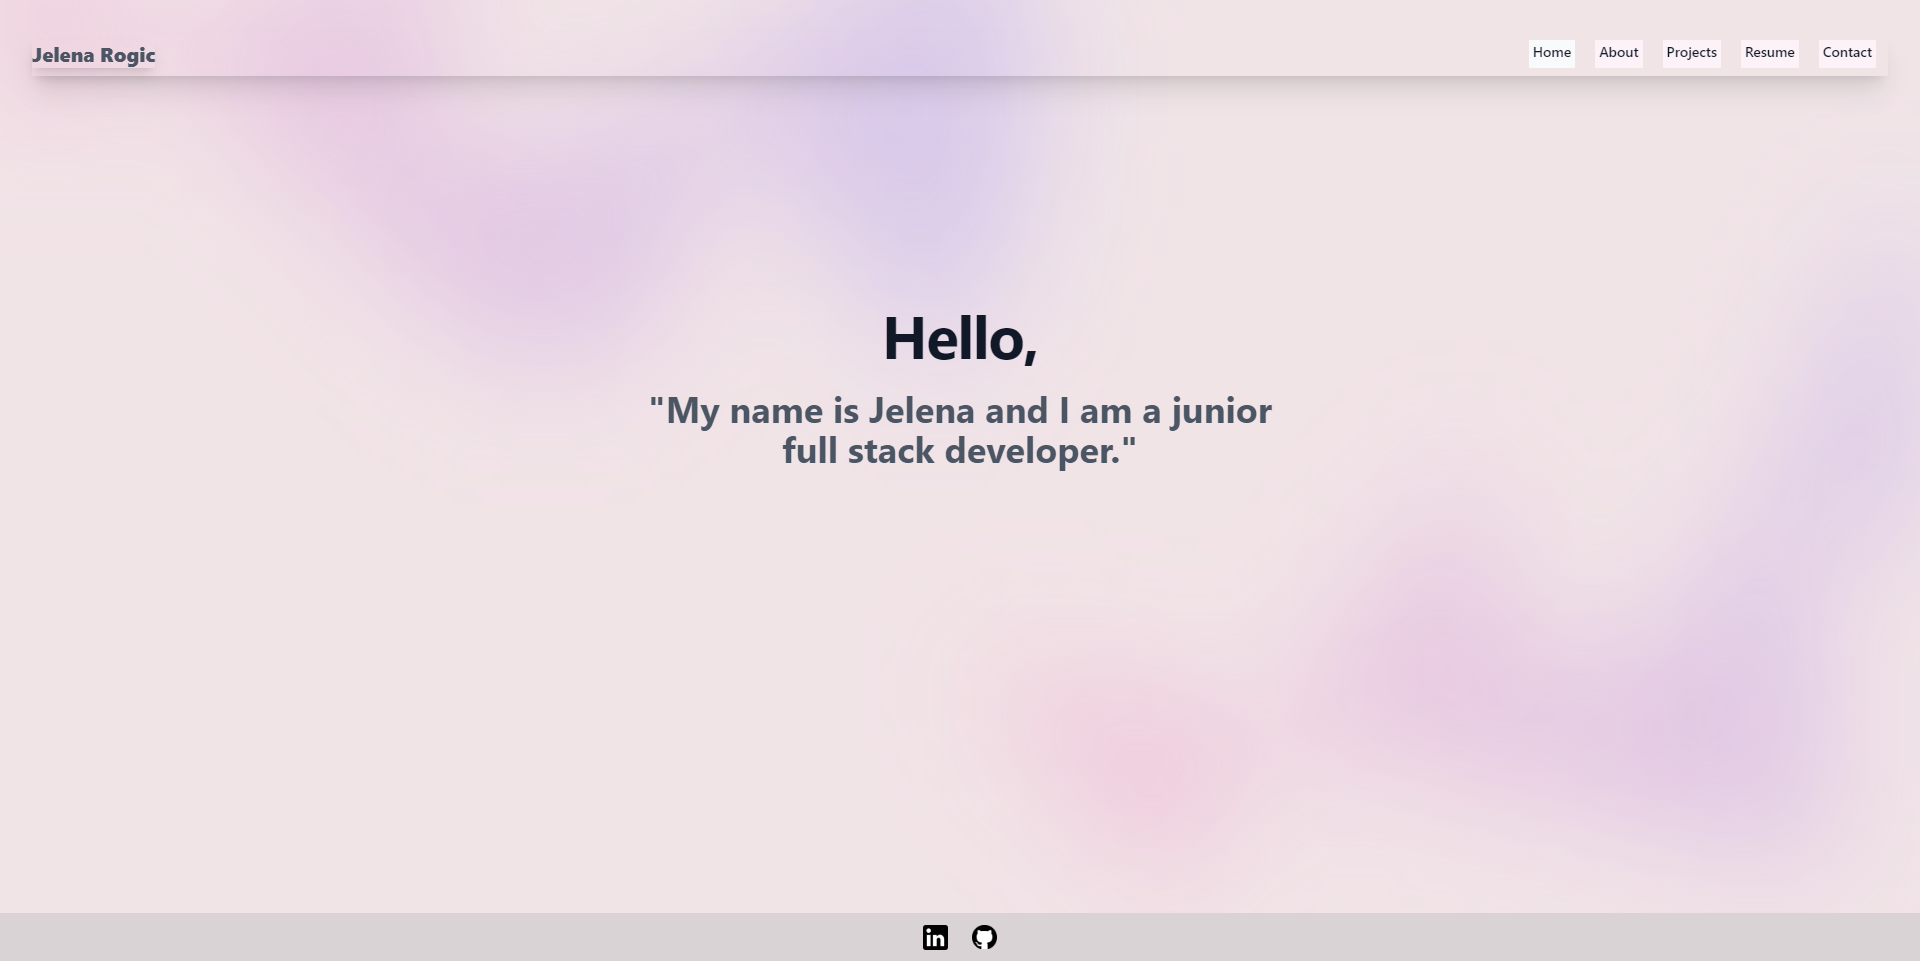 Jelena Rogic
Home About Projects Resume Contact
Hello,
"My name is Jelena and I am a junior
full stack developer."
in